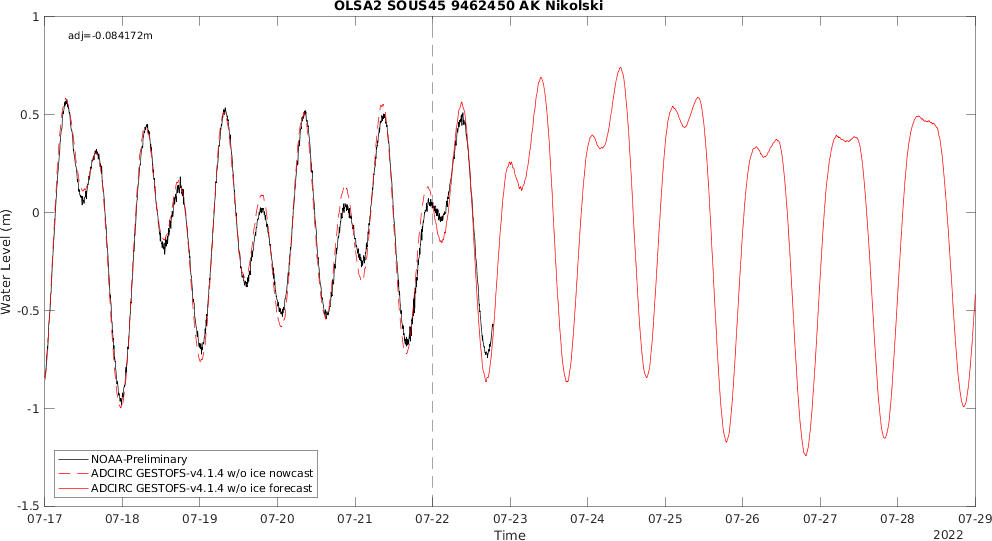 OLSA2 SOUS45 9462450 AK Nikolski
adj=-0.084172m
1
0.5
0
-0.5
-1
-1.5
Water Level (m)
NOAA-Preliminary
ADCIRC GESTOFS-v4.1.4 w/o ice nowcast
ADCIRC GESTOFS-v4.1.4 w/o ice forecast
07-17 07-18 07-19 07-20 07-21 07-22 07-23 07-24 07-25 07-26 07-27 07-28 07-29
Time
2022